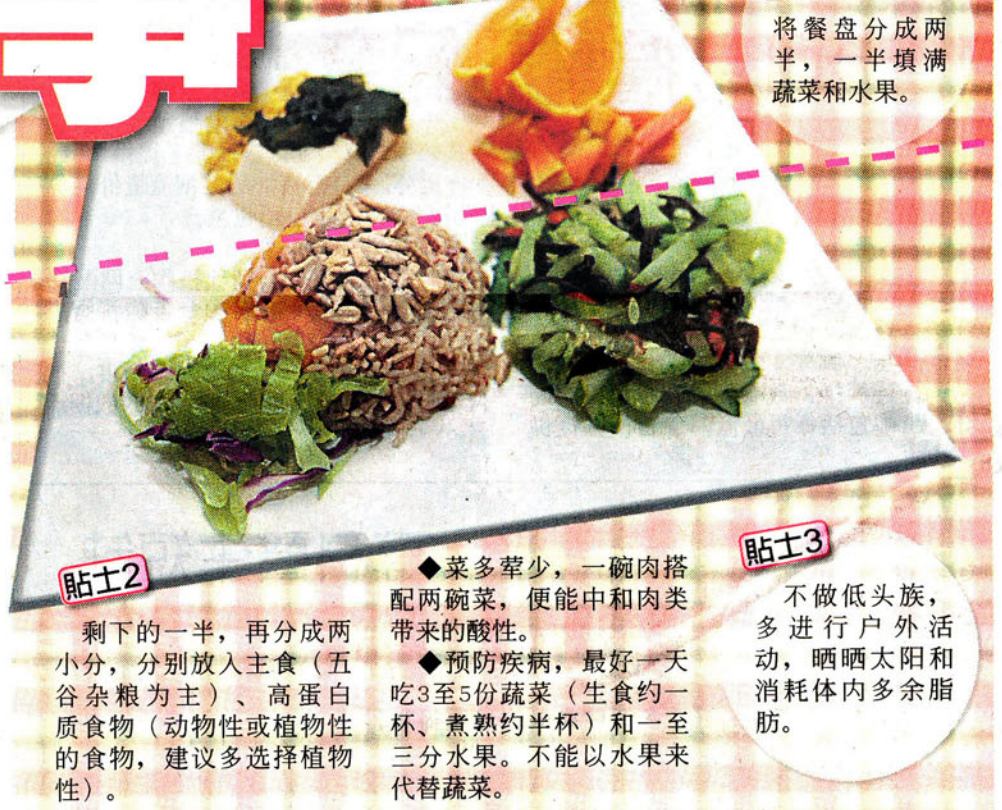 将餐盘分成两
半，一半填满
蔬菜和水果。
貼士2
剩下的一半，再分成两
小分，分别放入主食（五
谷杂粮为主）、高蛋白
质食物（动物性或植物性
的食物，建议多选择植物
性）。
◆菜多荤少，一碗肉搭
配两碗菜，便能中和肉类
带来的酸性。
◆预防疾病，最好一天
吃3至5份蔬菜（生食约一
杯、煮熟约半杯）和一至
三分水果。不能以水果来
代替蔬菜。
貼士3
不做低头族，
多进行户外活
动，晒晒太阳和
消耗体内多余脂
肪。